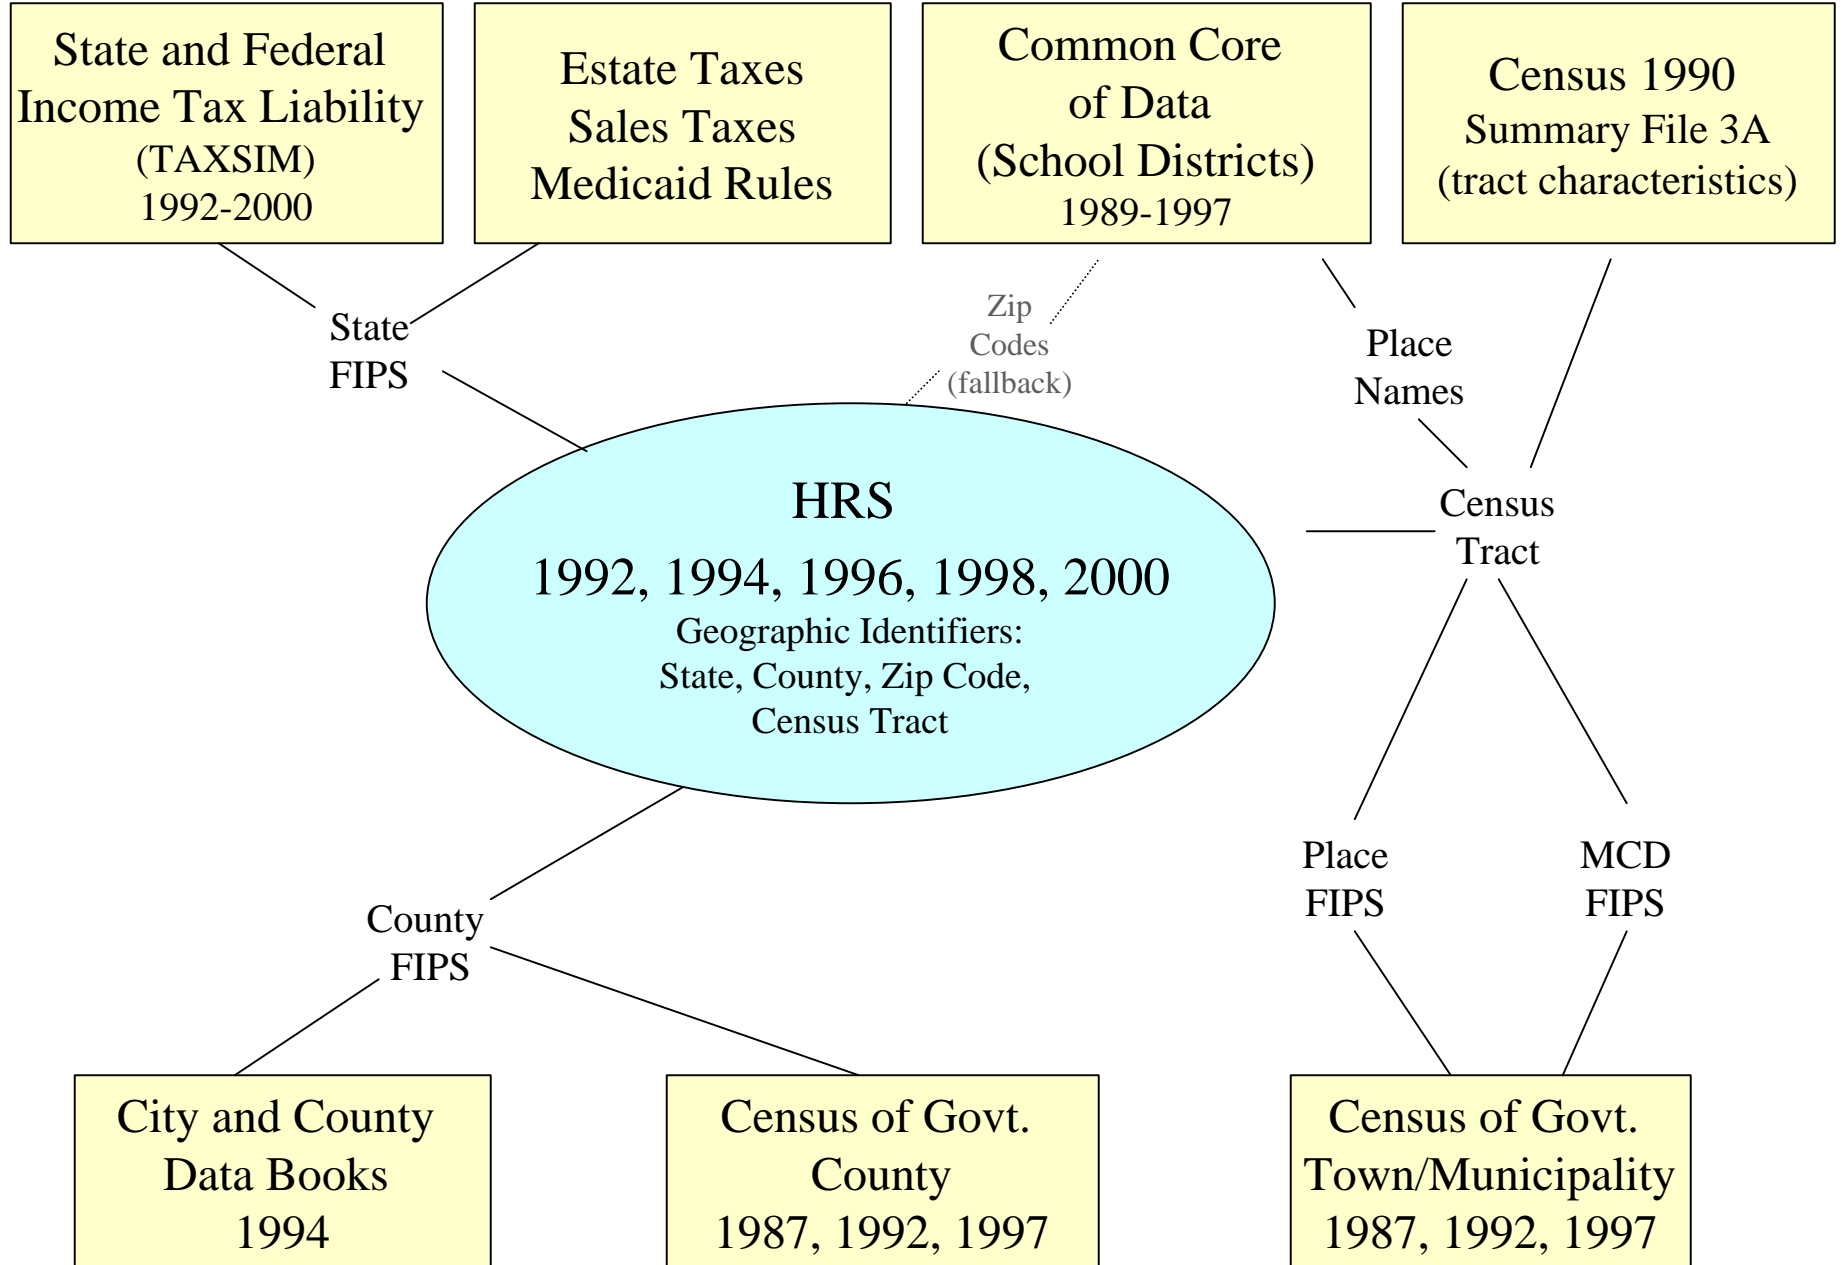 State and Federal
Income Tax Liability
(TAXSIM)
1992-2000
Estate Taxes
Sales Taxes
Medicaid Rules
Common Core
of Data
(School Districts)
1989-1997
Census 1990
Summary File 3A
(tract characteristics)
State
FIPS
Zip
Codes
(fallback)
Place
Names
HRS
1992, 1994, 1996, 1998, 2000
Geographic Identifiers:
State, County, Zip Code,
Census Tract
Census
Tract
County
FIPS
Place
FIPS
MCD
FIPS
City and County
Data Books
1994
Census of Govt.
County
1987, 1992, 1997
Census of Govt.
Town/Municipality
1987, 1992, 1997